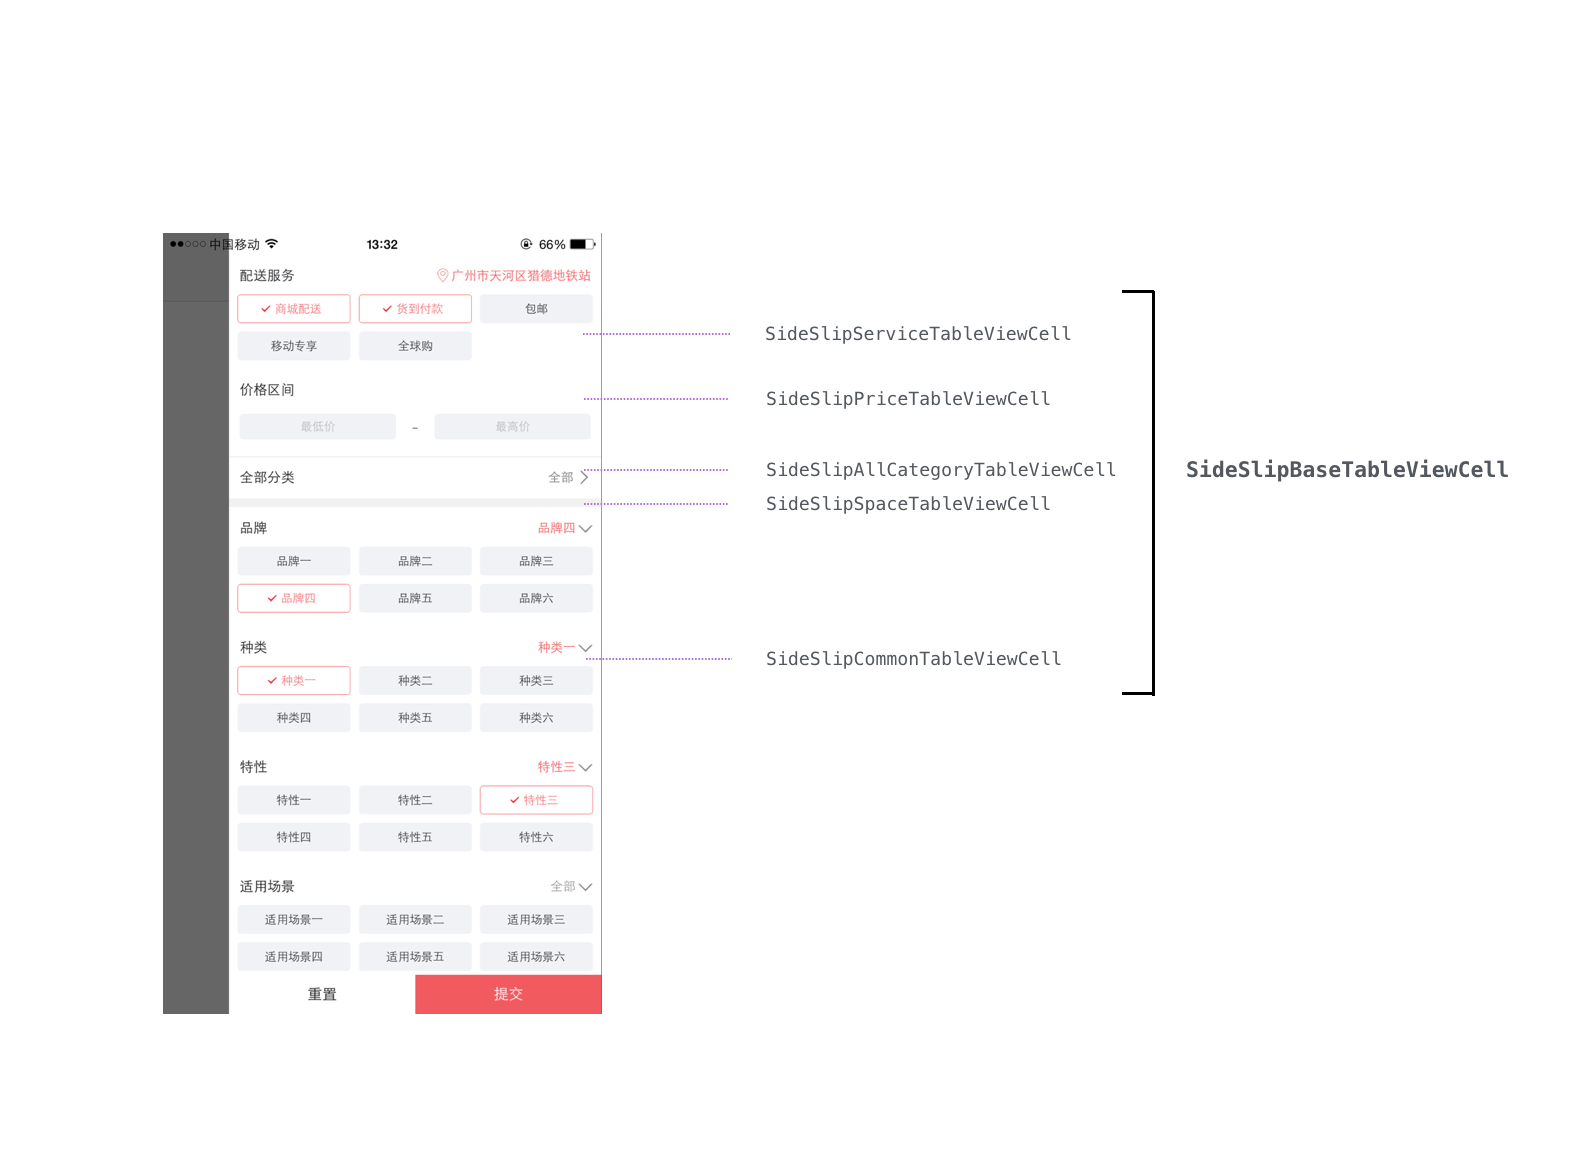 中国移动 13:32 66%
配送服务 广州市天河区猎德地铁站
商城配送 货到付款 包邮
移动专享 全球购
价格区间
最低价 - 最高价
全部分类 全部
品牌 品牌四
品牌一 品牌二 品牌三
品牌四 品牌五 品牌六
种类 种类一
种类一 种类二 种类三
种类四 种类五 种类六
特性 特性三
特性一 特性二 特性三
特性四 特性五 特性六
适用场景 全部
适用场景一 适用场景二 适用场景三
适用场景四 适用场景五 适用场景六
重置 提交
SideSlipServiceTableViewCell
SideSlipPriceTableViewCell
SideSlipAllCategoryTableViewCell
SideSlipSpaceTableViewCell
SideSlipCommonTableViewCell
SideSlipBaseTableViewCell